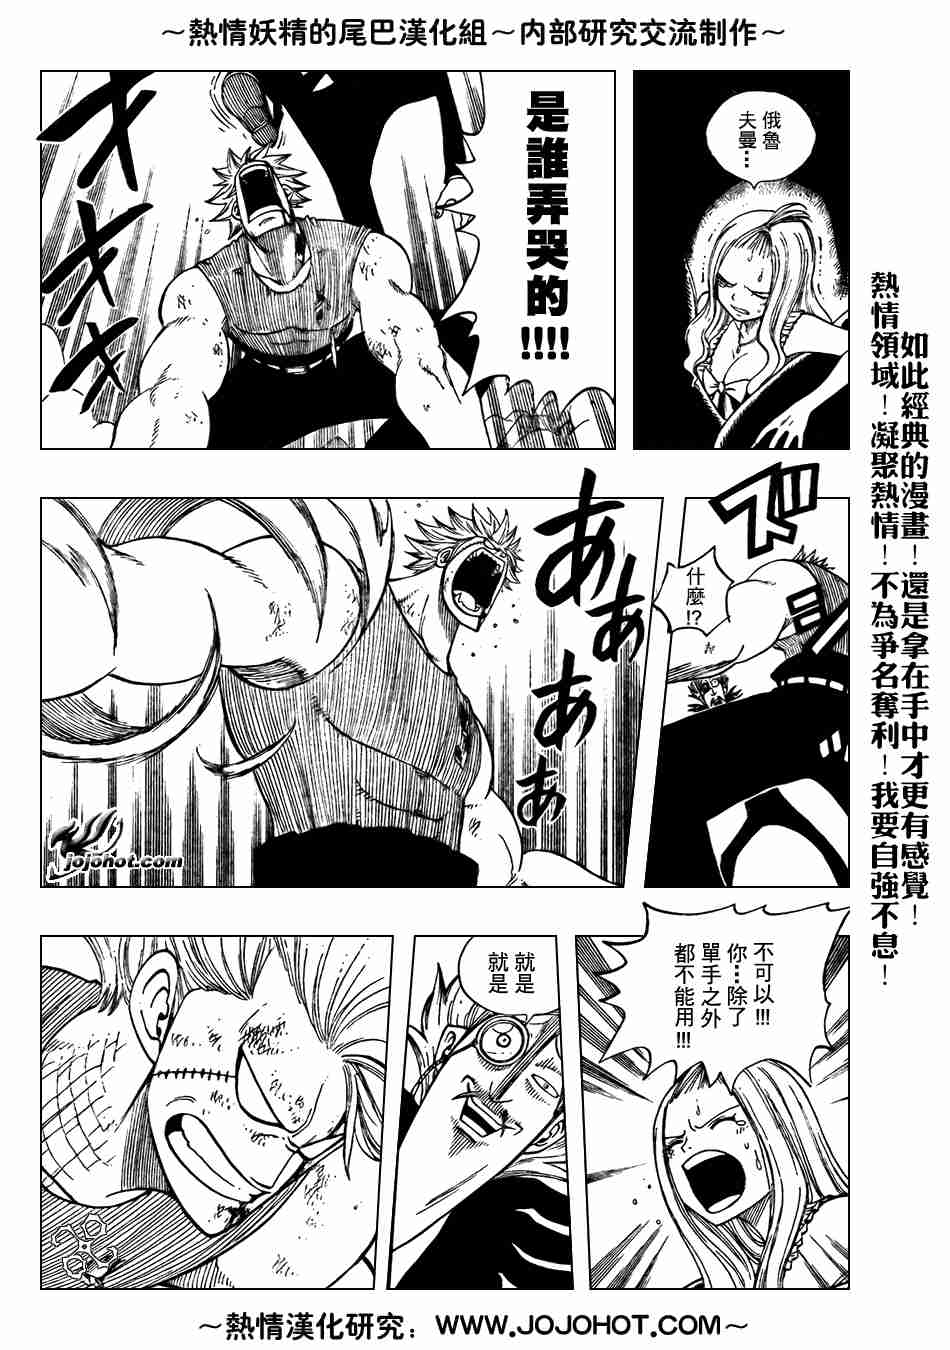 ～熱情妖精的尾巴漢化組～内部研究交流制作～
俄魯
夫曼…
是誰弄哭的!!!!
ズ
什麼!?
ああああ
jojohot.com
不可以!!!
你…除了
單手之外
都不能用!!!
就是
就是
如此經典的漫畫！還是拿在手中才更有感覺！
熱情領域！凝聚熱情！不為爭名奪利！我要自強不息！
～熱情漢化研究：WWW.JOJOHOT.COM～